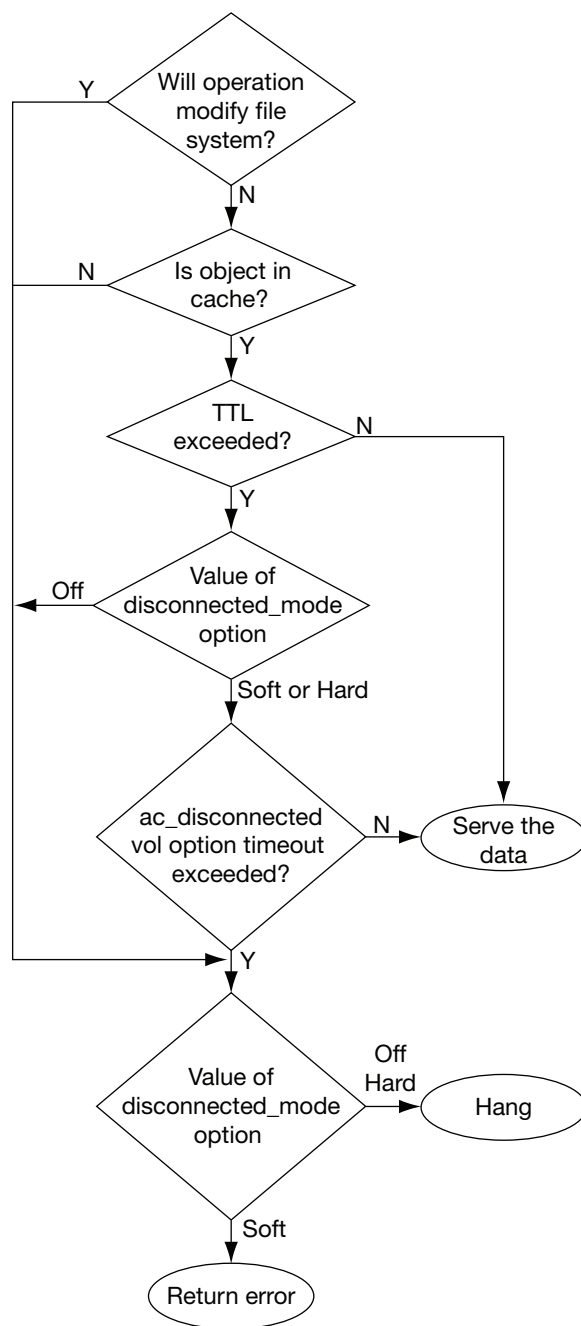 Will operation
modify file
system?
Y
N
Is object in
cache?
N
Y
TTL
exceeded?
N
Y
Value of
disconnected_mode
option
Off
Soft or Hard
ac_disconnected
vol option timeout
exceeded?
N
Serve the
data
Y
Value of
disconnected_mode
option
Off
Hard
Hang
Soft
Return error